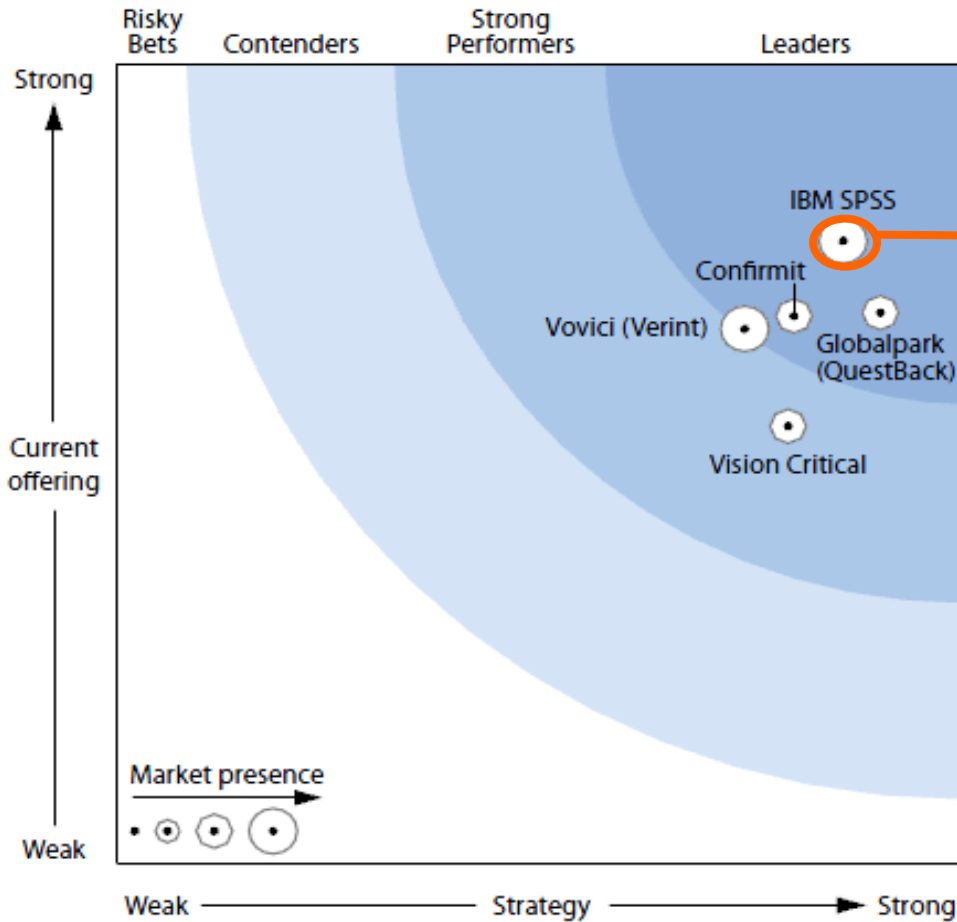 Risky
Bets
Contenders
Strong
Performers
Leaders
Strong
IBM SPSS
Confirmit
Vovici (Verint)
Globalpark
(QuestBack)
Current
offering
Vision Critical
Market presence
Weak
Weak
Strategy
Strong